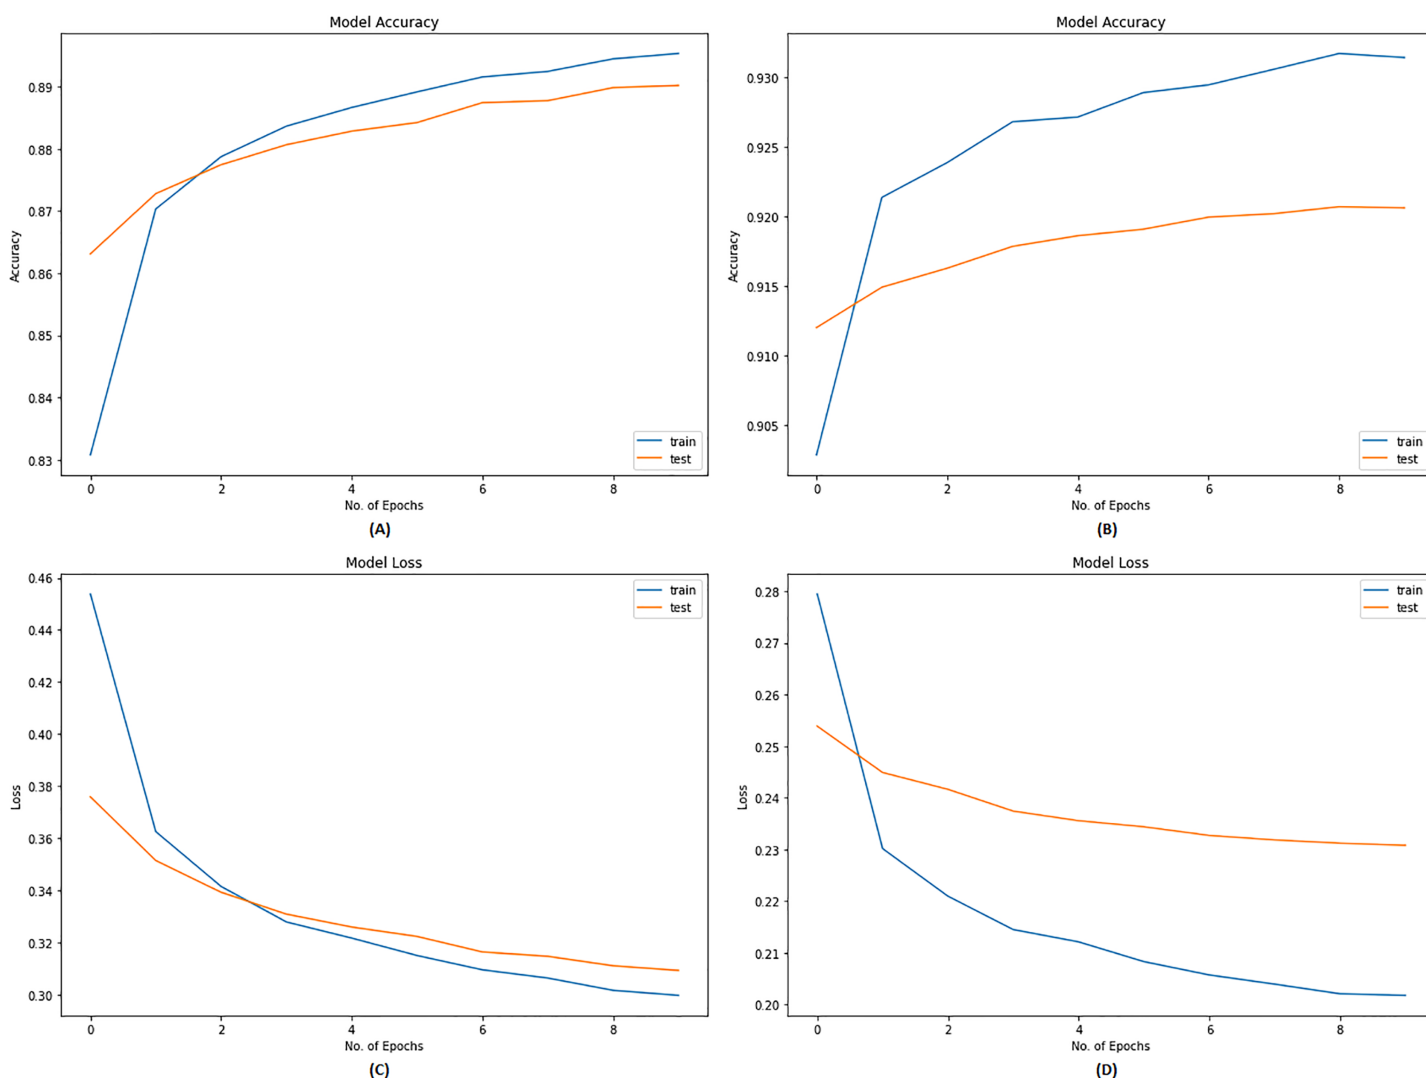 Model Accuracy
0.89
0.88
0.87
0.86
0.85
0.84
0.83
Accuracy
train
test
0 2 4 6 8
No. of Epochs
(A)
Model Accuracy
0.930
0.925
0.920
0.915
0.910
0.905
Accuracy
train
test
0 2 4 6 8
No. of Epochs
(B)
Model Loss
0.46
0.44
0.42
0.40
0.38
0.36
0.34
0.32
0.30
Loss
train
test
0 2 4 6 8
No. of Epochs
(C)
Model Loss
0.28
0.27
0.26
0.25
0.24
0.23
0.22
0.21
0.20
Loss
train
test
0 2 4 6 8
No. of Epochs
(D)